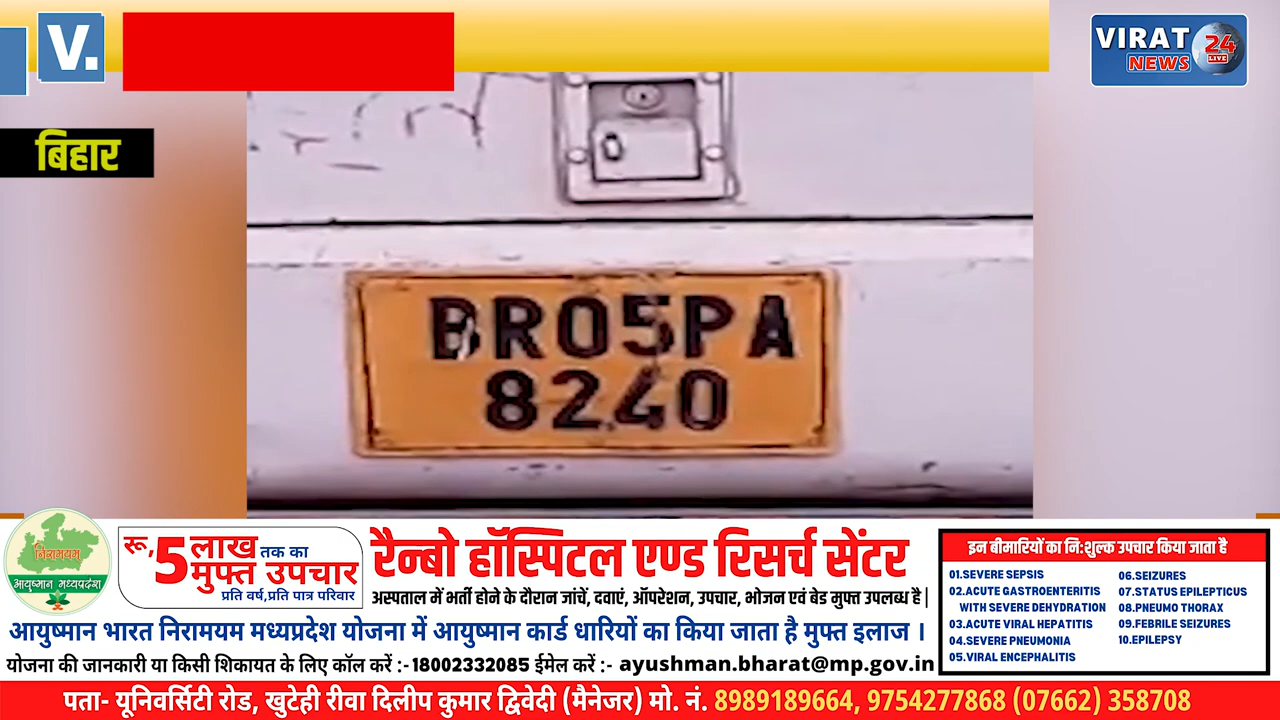 V.
VIRAT
NEWS
24
LIVE
बिहार
BR05PA
8240
निरामयम्
आयुष्मान मध्यप्रदेश
रू,5 लाख तक का
मुफ्त उपचार
प्रति वर्ष,प्रति पात्र परिवार
रैन्बो हॉस्पिटल एण्ड रिसर्च सेंटर
अस्पताल में भर्ती होने के दौरान जांचें, दवाएं, ऑपरेशन, उपचार, भोजन एवं बेड मुफ्त उपलब्ध है|
आयुष्मान भारत निरामयम मध्यप्रदेश योजना में आयुष्मान कार्ड धारियों का किया जाता है मुफ्त इलाज ।
योजना की जानकारी या किसी शिकायत के लिए कॉल करें :-18002332085 ईमेल करें :- ayushman.bharat@mp.gov.in
इन बीमारियों का नि:शुल्क उपचार किया जाता है
01.SEVERE SEPSIS
02.ACUTE GASTROENTERITIS
WITH SEVERE DEHYDRATION
03.ACUTE VIRAL HEPATITIS
04.SEVERE PNEUMONIA
05.VIRAL ENCEPHALITIS
06.SEIZURES
07.STATUS EPILEPTICUS
08.PNEUMO THORAX
09.FEBRILE SEIZURES
10.EPILEPSY
पता- यूनिवर्सिटी रोड, खुटेही रीवा दिलीप कुमार द्विवेदी (मैनेजर) मो. नं. 8989189664, 9754277868 (07662) 358708